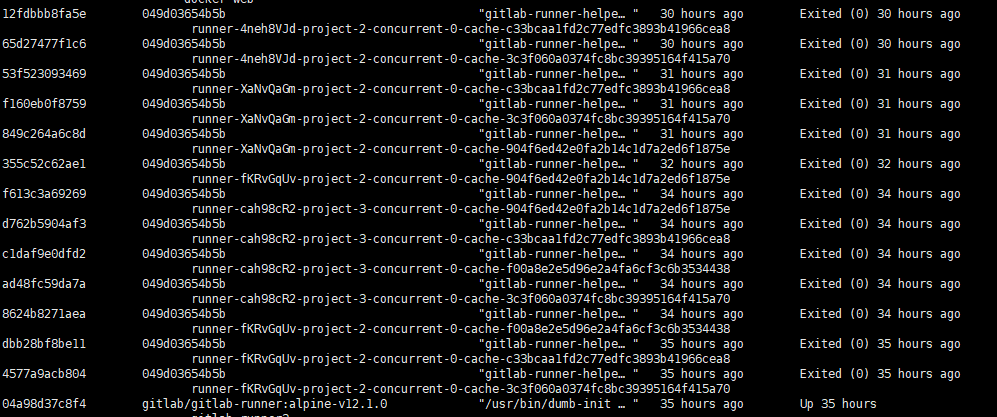 docker-web
12fdbbb8fa5e 049d03654b5b "gitlab-runner-helpe… " 30 hours ago Exited (0) 30 hours ago
runner-4neh8VJd-project-2-concurrent-0-cache-c33bcaa1fd2c77edfc3893b41966cea8
65d27477f1c6 049d03654b5b "gitlab-runner-helpe… " 30 hours ago Exited (0) 30 hours ago
runner-4neh8VJd-project-2-concurrent-0-cache-3c3f060a0374fc8bc39395164f415a70
53f523093469 049d03654b5b "gitlab-runner-helpe… " 31 hours ago Exited (0) 31 hours ago
runner-XaNvQaGm-project-2-concurrent-0-cache-c33bcaa1fd2c77edfc3893b41966cea8
f160eb0f8759 049d03654b5b "gitlab-runner-helpe… " 31 hours ago Exited (0) 31 hours ago
runner-XaNvQaGm-project-2-concurrent-0-cache-3c3f060a0374fc8bc39395164f415a70
849c264a6c8d 049d03654b5b "gitlab-runner-helpe… " 31 hours ago Exited (0) 31 hours ago
runner-XaNvQaGm-project-2-concurrent-0-cache-904f6ed42e0fa2b14c1d7a2ed6f1875e
355c52c62ae1 049d03654b5b "gitlab-runner-helpe… " 32 hours ago Exited (0) 32 hours ago
runner-fKRvGqUv-project-2-concurrent-0-cache-904f6ed42e0fa2b14c1d7a2ed6f1875e
f613c3a69269 049d03654b5b "gitlab-runner-helpe… " 34 hours ago Exited (0) 34 hours ago
runner-cah98cR2-project-3-concurrent-0-cache-904f6ed42e0fa2b14c1d7a2ed6f1875e
d762b5904af3 049d03654b5b "gitlab-runner-helpe… " 34 hours ago Exited (0) 34 hours ago
runner-cah98cR2-project-3-concurrent-0-cache-c33bcaa1fd2c77edfc3893b41966cea8
c1daf9e0dfd2 049d03654b5b "gitlab-runner-helpe… " 34 hours ago Exited (0) 34 hours ago
runner-cah98cR2-project-3-concurrent-0-cache-f00a8e2e5d96e2a4fa6cf3c6b3534438
ad48fc59da7a 049d03654b5b "gitlab-runner-helpe… " 34 hours ago Exited (0) 34 hours ago
runner-cah98cR2-project-3-concurrent-0-cache-3c3f060a0374fc8bc39395164f415a70
8624b8271aea 049d03654b5b "gitlab-runner-helpe… " 34 hours ago Exited (0) 34 hours ago
runner-fKRvGqUv-project-2-concurrent-0-cache-f00a8e2e5d96e2a4fa6cf3c6b3534438
dbb28bf8be11 049d03654b5b "gitlab-runner-helpe… " 35 hours ago Exited (0) 35 hours ago
runner-fKRvGqUv-project-2-concurrent-0-cache-c33bcaa1fd2c77edfc3893b41966cea8
4577a9acb804 049d03654b5b "gitlab-runner-helpe… " 35 hours ago Exited (0) 35 hours ago
runner-fKRvGqUv-project-2-concurrent-0-cache-3c3f060a0374fc8bc39395164f415a70
04a98d37c8f4 gitlab/gitlab-runner:alpine-v12.1.0 "/usr/bin/dumb-init … " 35 hours ago Up 35 hours